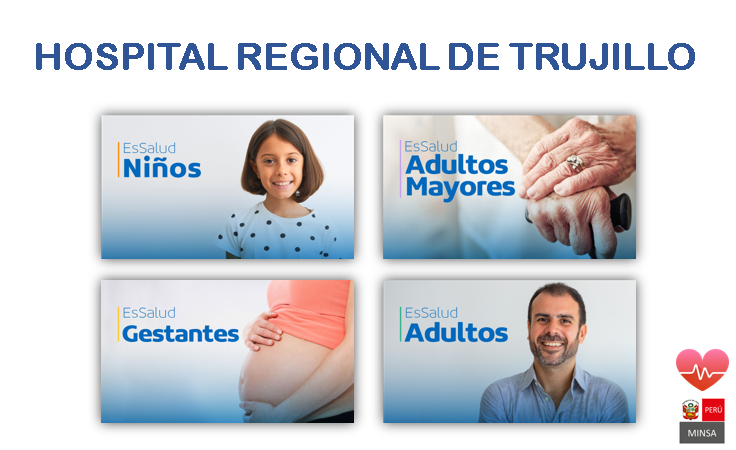 HOSPITAL REGIONAL DE TRUJILLO
EsSalud
Niños
EsSalud
Adultos
Mayores
EsSalud
Gestantes
EsSalud
Adultos
PERÚ
MINSA